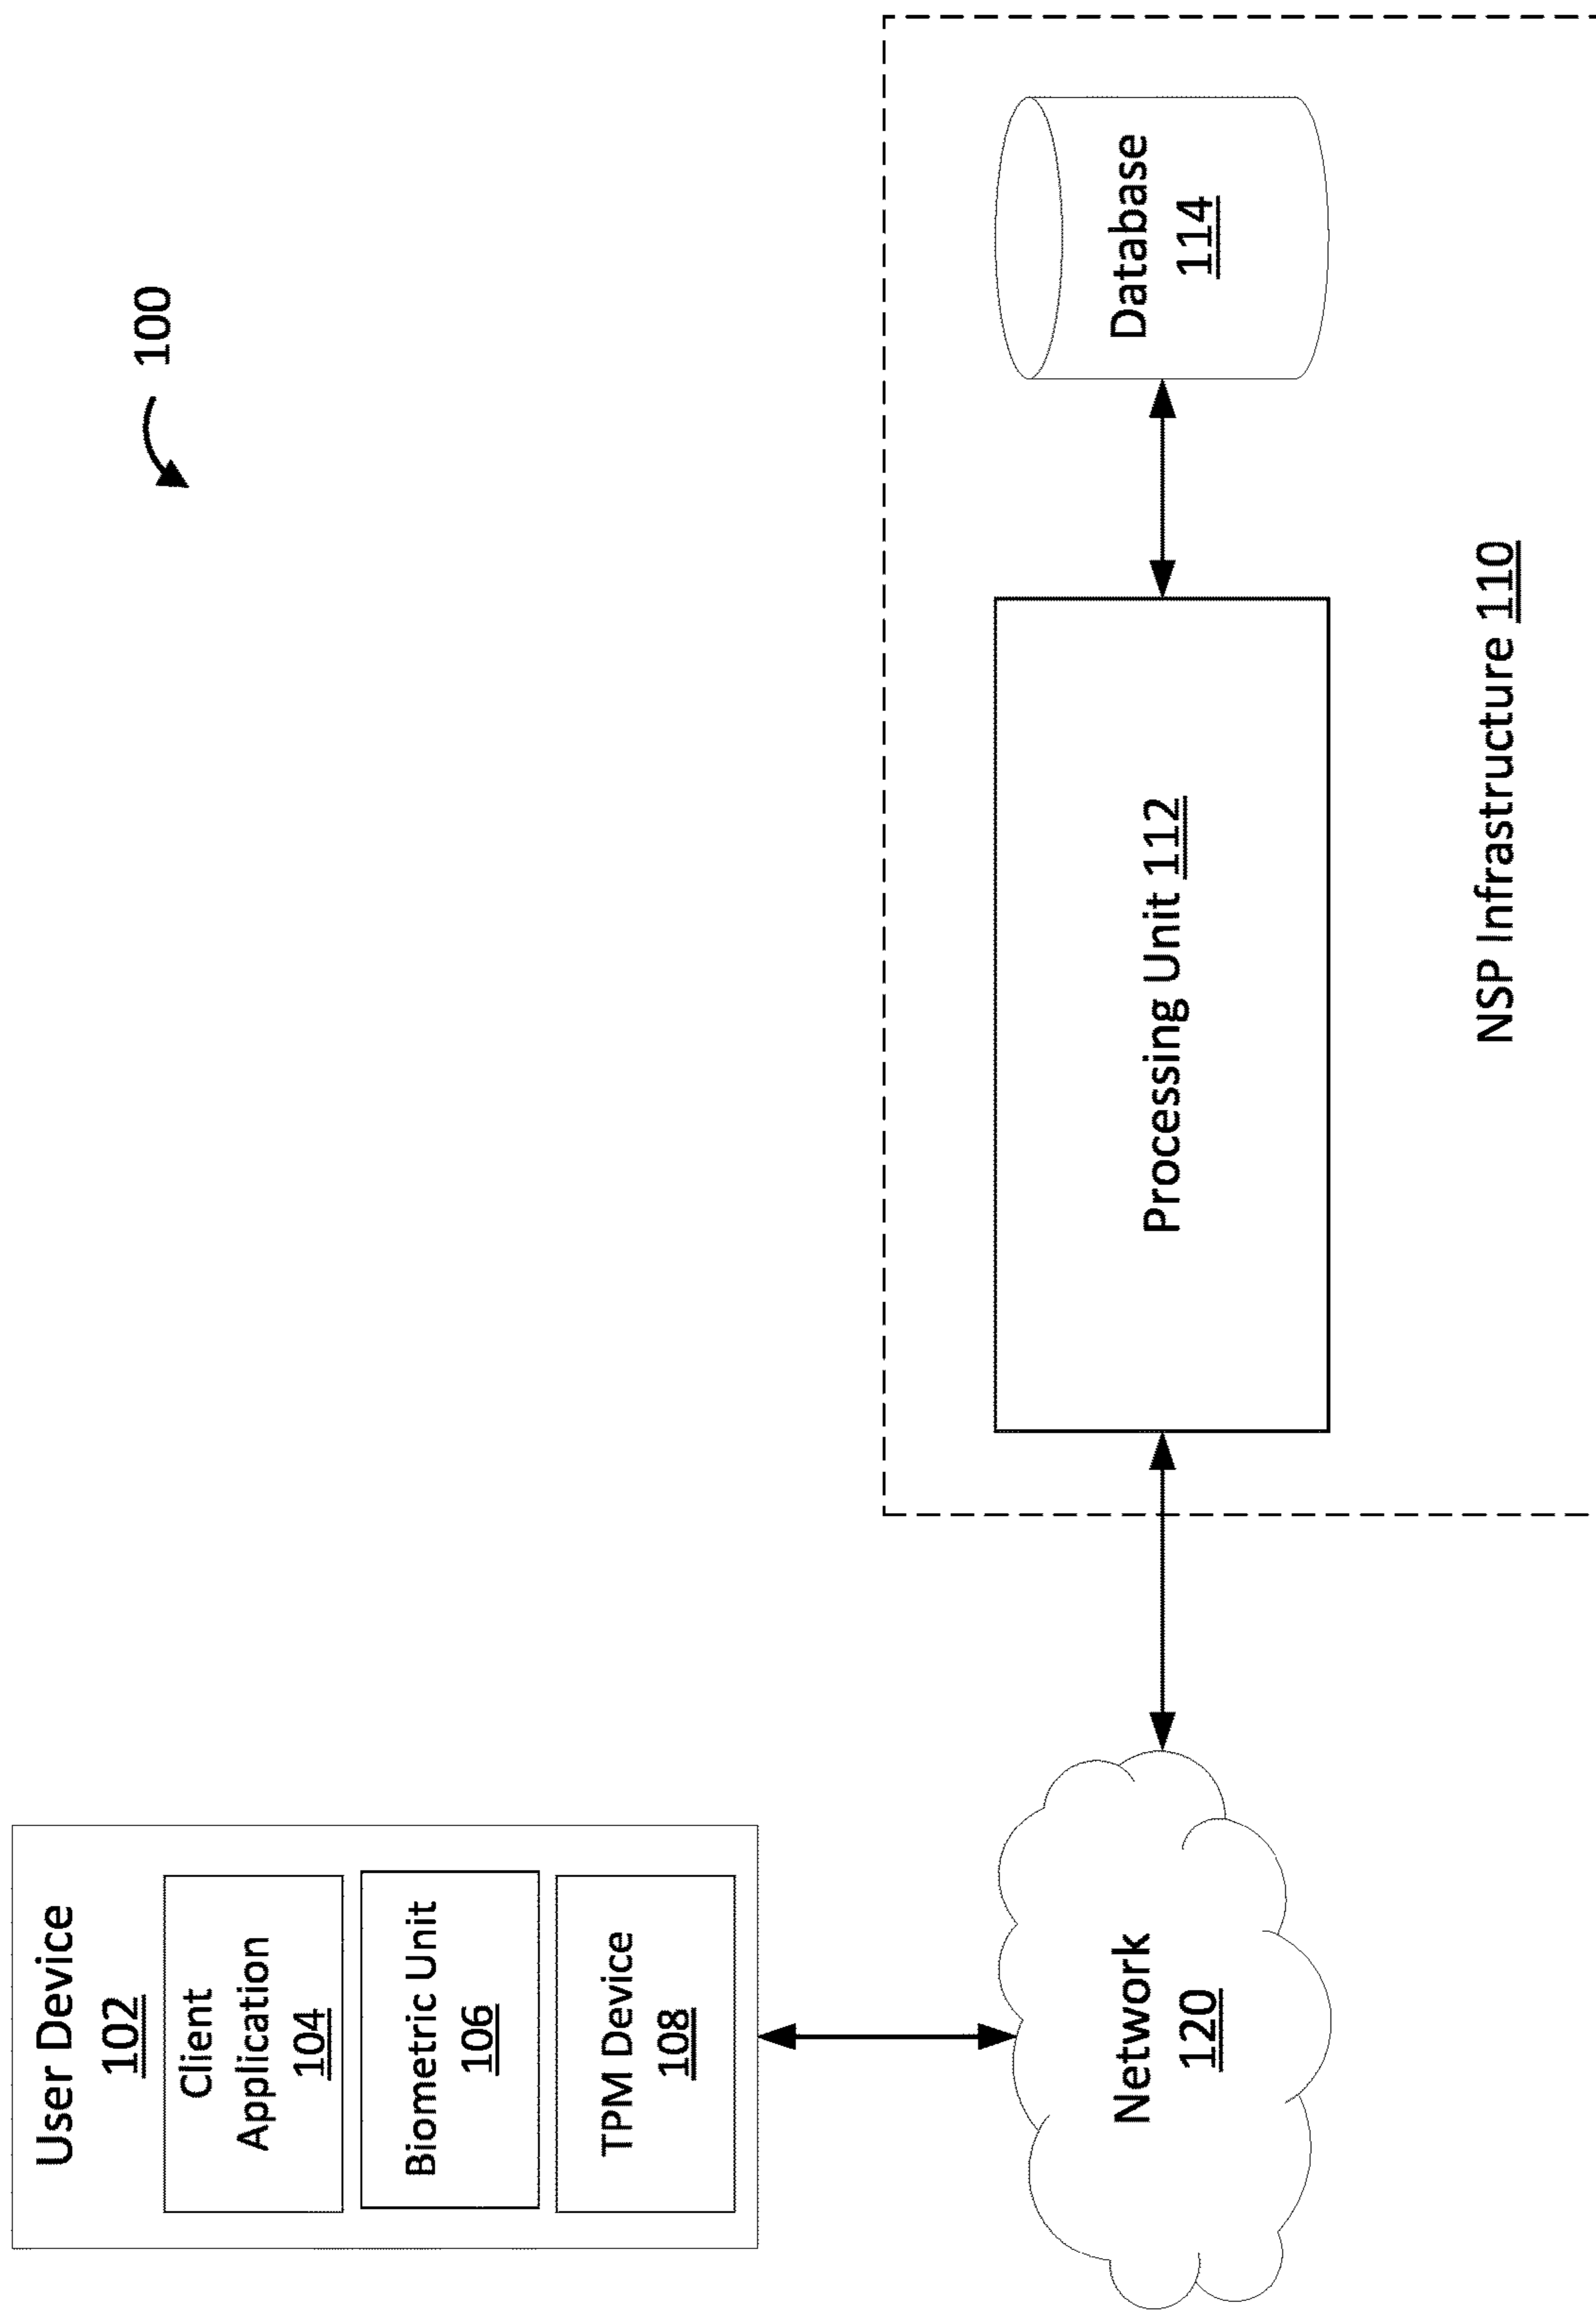 100
User Device
102
Client
Application
104
Biometric Unit
106
TPM Device
108
Network
120
Processing Unit 112
Database
114
NSP Infrastructure 110